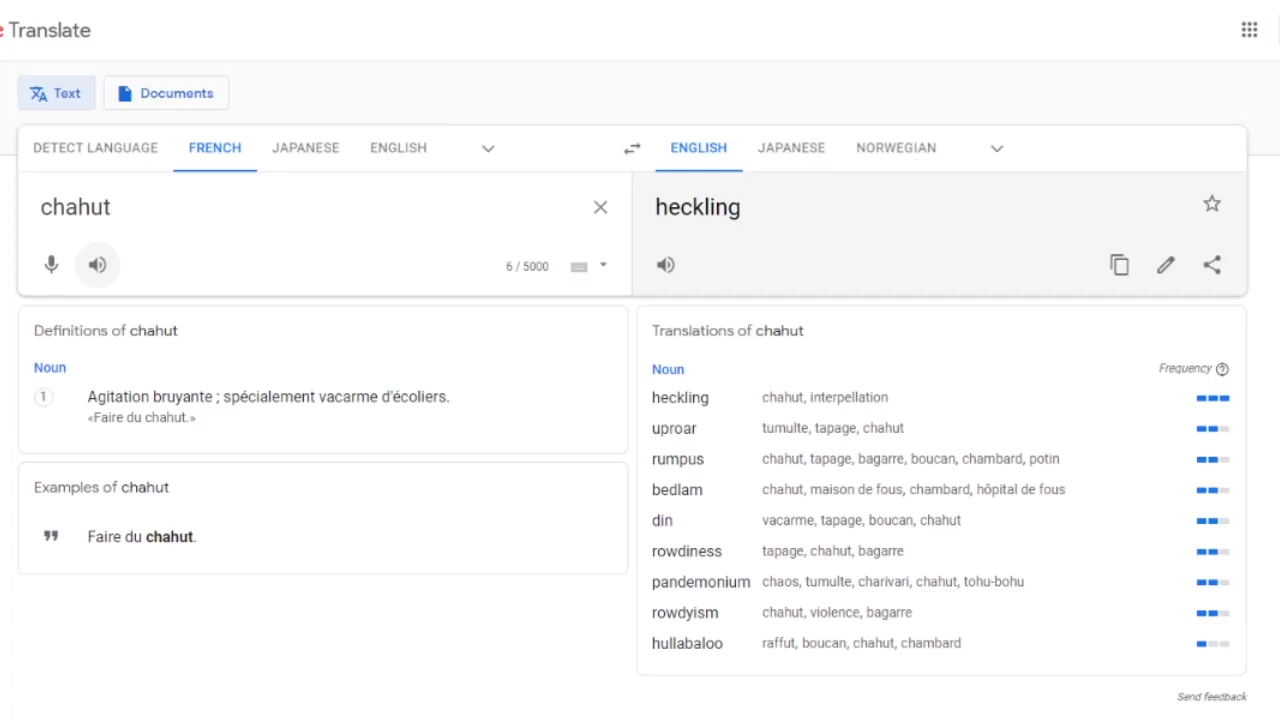 Translate
Text
Documents
DETECT LANGUAGE FRENCH JAPANESE ENGLISH
ENGLISH JAPANESE NORWEGIAN
chahut
heckling
6 / 5000
Definitions of chahut
Noun
1 Agitation bruyante ; spécialement vacarme d'écoliers.
«Faire du chahut.»
Examples of chahut
Faire du chahut.
Translations of chahut
Noun Frequency
heckling chahut, interpellation
uproar tumulte, tapage, chahut
rumpus chahut, tapage, bagarre, boucan, chambard, potin
bedlam chahut, maison de fous, chambard, hôpital de fous
din vacarme, tapage, boucan, chahut
rowdiness tapage, chahut, bagarre
pandemonium chaos, tumulte, charivari, chahut, tohu-bohu
rowdyism chahut, violence, bagarre
hullabaloo raffut, boucan, chahut, chambard
Send feedback